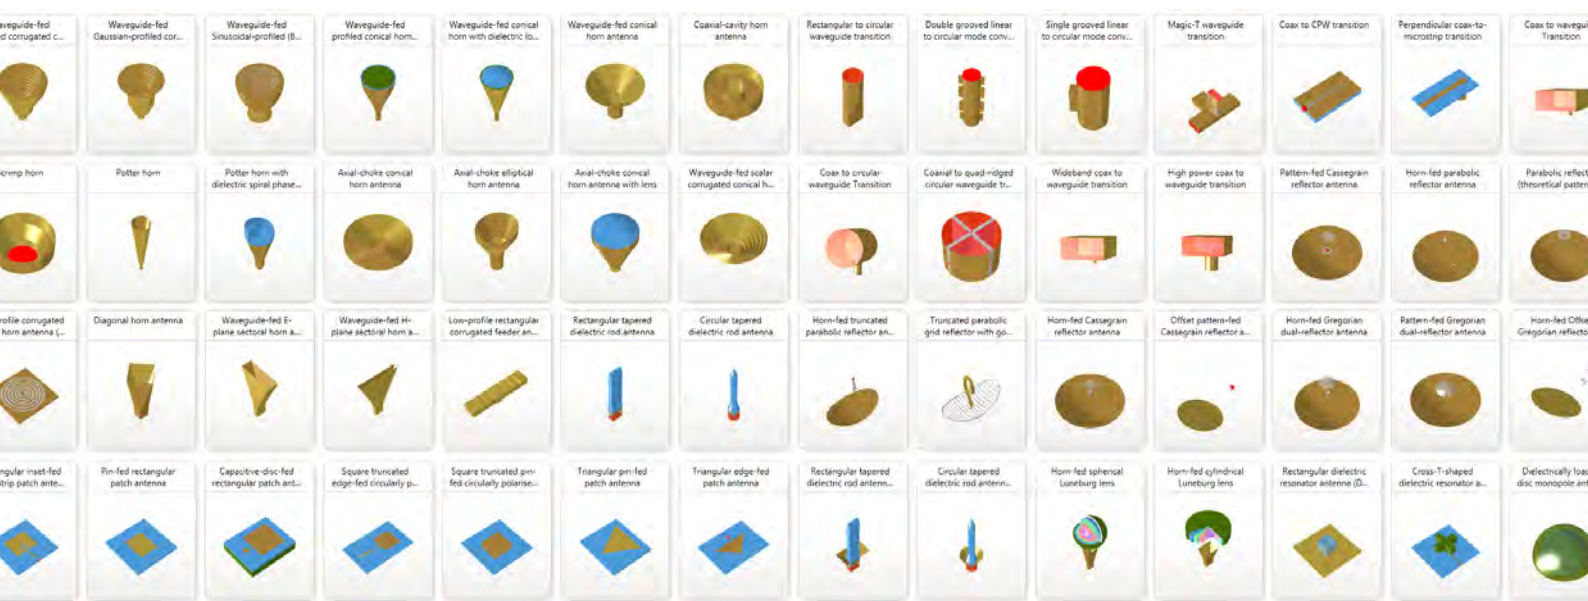 Waveguide-fed
Gaussian-profiled cor...
Waveguide-fed
Sinusoidal-profiled (B...
Waveguide-fed
profiled conical horn...
Waveguide-fed conical
horn with dielectric lo...
Waveguide-fed conical
horn antenna
Coaxial-cavity horn
antenna
Rectangular to circular
waveguide transition
Double grooved linear
to circular mode conv...
Single grooved linear
to circular mode conv...
Magic-T waveguide
transition
Coax to CPW transition
Perpendicular coax-to-
microstrip transition
Coax to
Transition
horn
Potter horn
Potter horn with
dielectric spiral phase...
Axial-choke conical
horn antenna
Axial-choke elliptical
horn antenna
Axial-choke conical
horn antenna with lens
Waveguide-fed scalar
corrugated conical h...
Coax to circular
waveguide Transition
Coaxial to quad-ridged
circular waveguide tr...
Wideband coax to
waveguide transition
High power coax to
waveguide transition
Pattern-fed Cassegrain
reflector antenna
Horn-fed parabolic
reflector antenna
Parabolic
(theoretical
corrugated
horn antenna (...
Diagonal horn antenna
Waveguide-fed E-
plane sectoral horn a...
Waveguide-fed H-
plane sectoral horn a...
Low-profile rectangular
corrugated feeder an...
Rectangular tapered
dielectric rod antenna
Circular tapered
dielectric rod antenna
Horn-fed truncated
parabolic reflector an...
Truncated parabolic
grid reflector with go...
Horn-fed Cassegrain
reflector antenna
Offset pattern-fed
Cassegrain reflector a...
Horn-fed Gregorian
dual-reflector antenna
Pattern-fed Gregorian
dual-reflector antenna
Horn-fed
Gregorian
inset-fed
patch ante...
Pin-fed rectangular
patch antenna
Capacitive-disc-fed
rectangular patch ant...
Square truncated
edge-fed circularly p...
Square truncated pin-
fed circularly polarise...
Triangular pin-fed
patch antenna
Triangular edge-fed
patch antenna
Rectangular tapered
dielectric rod antenn...
Circular tapered
dielectric rod antenn...
Horn-fed spherical
Luneburg lens
Horn-fed cylindrical
Luneburg lens
Rectangular dielectric
resonator antenna (D...
Cross-T-shaped
dielectric resonator a...
Dielectrically
disc monopole